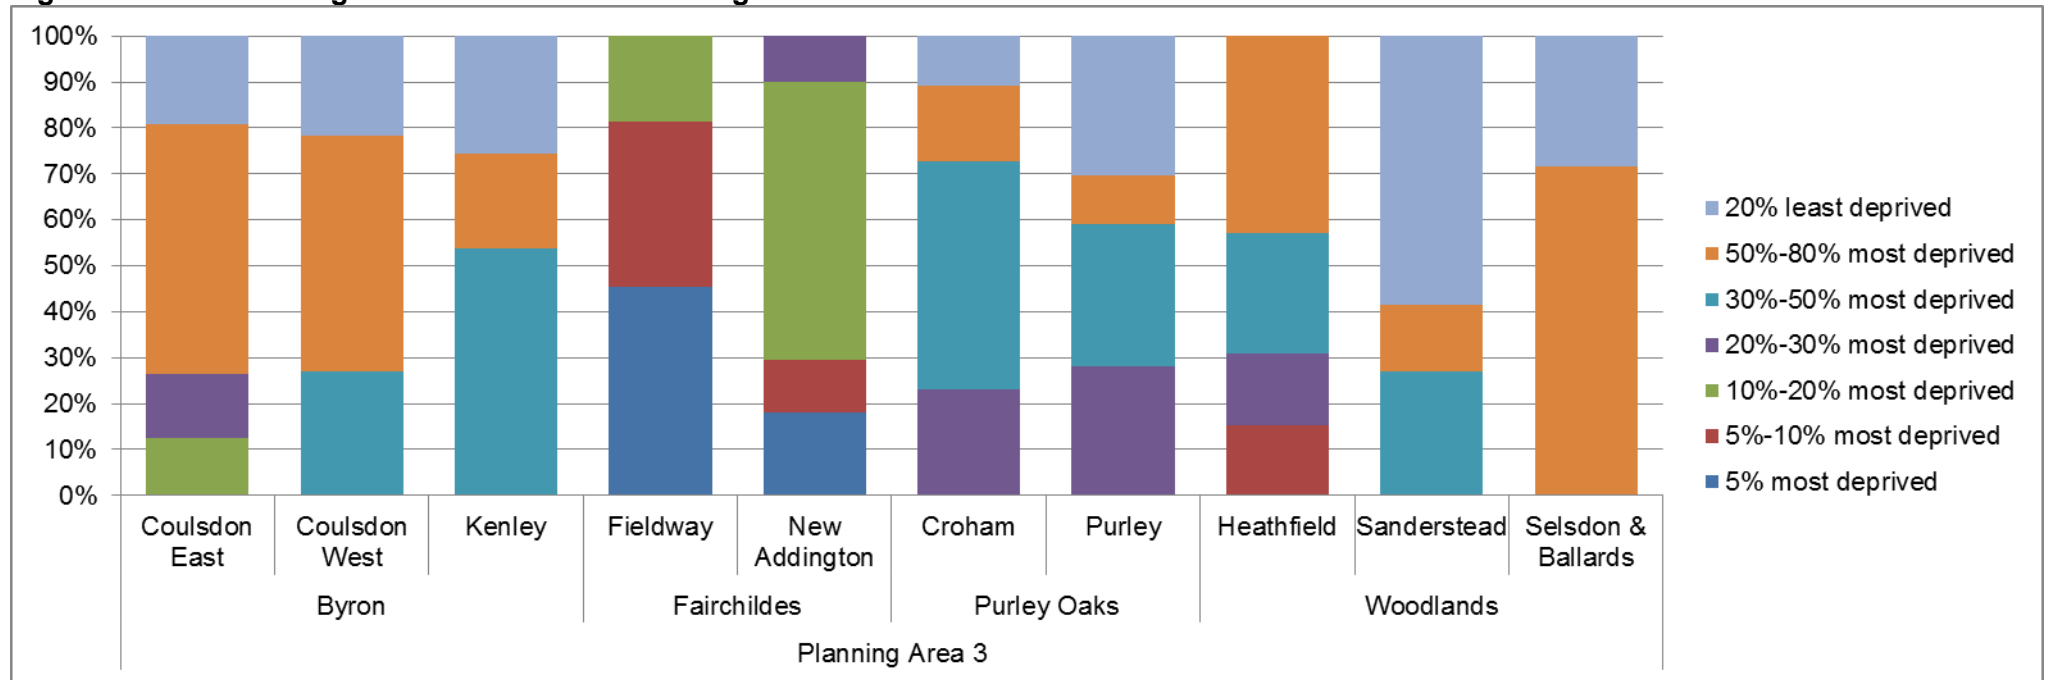 100%
90%
80%
70%
60%
50%
40%
30%
20%
10%
0%
Coulsdon East
Coulsdon West
Kenley
Fieldway
New Addington
Croham
Purley
Heathfield
Sanderstead
Selsdon & Ballards
Byron
Fairchildes
Purley Oaks
Woodlands
Planning Area 3
20% least deprived
50%-80% most deprived
30%-50% most deprived
20%-30% most deprived
10%-20% most deprived
5%-10% most deprived
5% most deprived